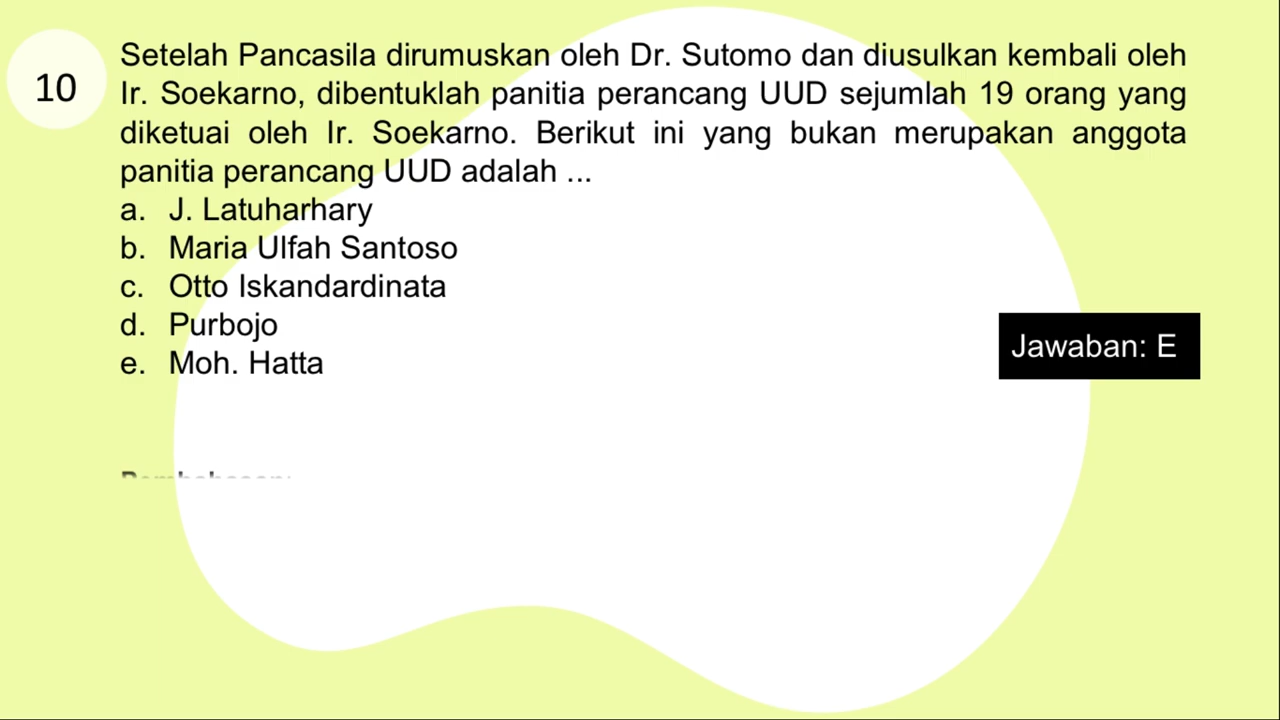 10
Setelah Pancasila dirumuskan oleh Dr. Sutomo dan diusulkan kembali oleh
Ir. Soekarno, dibentuklah panitia perancang UUD sejumlah 19 orang yang
diketuai oleh Ir. Soekarno. Berikut ini yang bukan merupakan anggota
panitia perancang UUD adalah ...
a. J. Latuharhary
b. Maria Ulfah Santoso
c. Otto Iskandardinata
d. Purbojo
e. Moh. Hatta
Jawaban: E